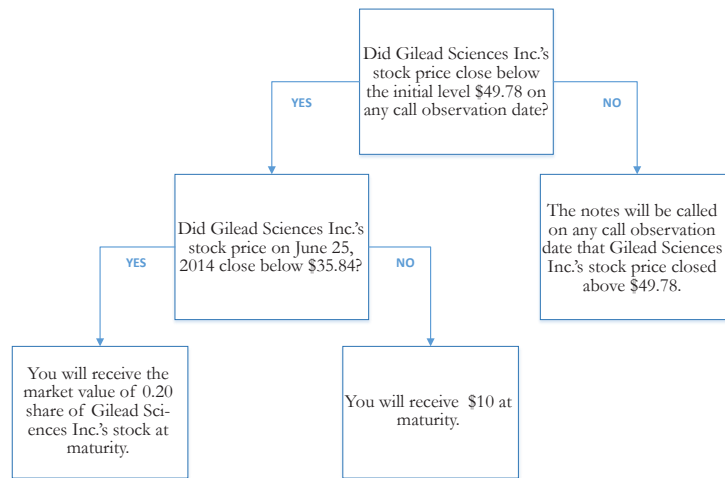 Did Gilead Sciences Inc.'s
stock price close below
the initial level $49.78 on
any call observation date?
YES
NO
Did Gilead Sciences Inc.'s
stock price on June 25,
2014 close below $35.84?
The notes will be called
on any call observation
date that Gilead Sciences
Inc.'s stock price closed
above $49.78.
YES
NO
You will receive the
market value of 0.20
share of Gilead Sci-
ences Inc.'s stock at
maturity.
You will receive $10 at
maturity.